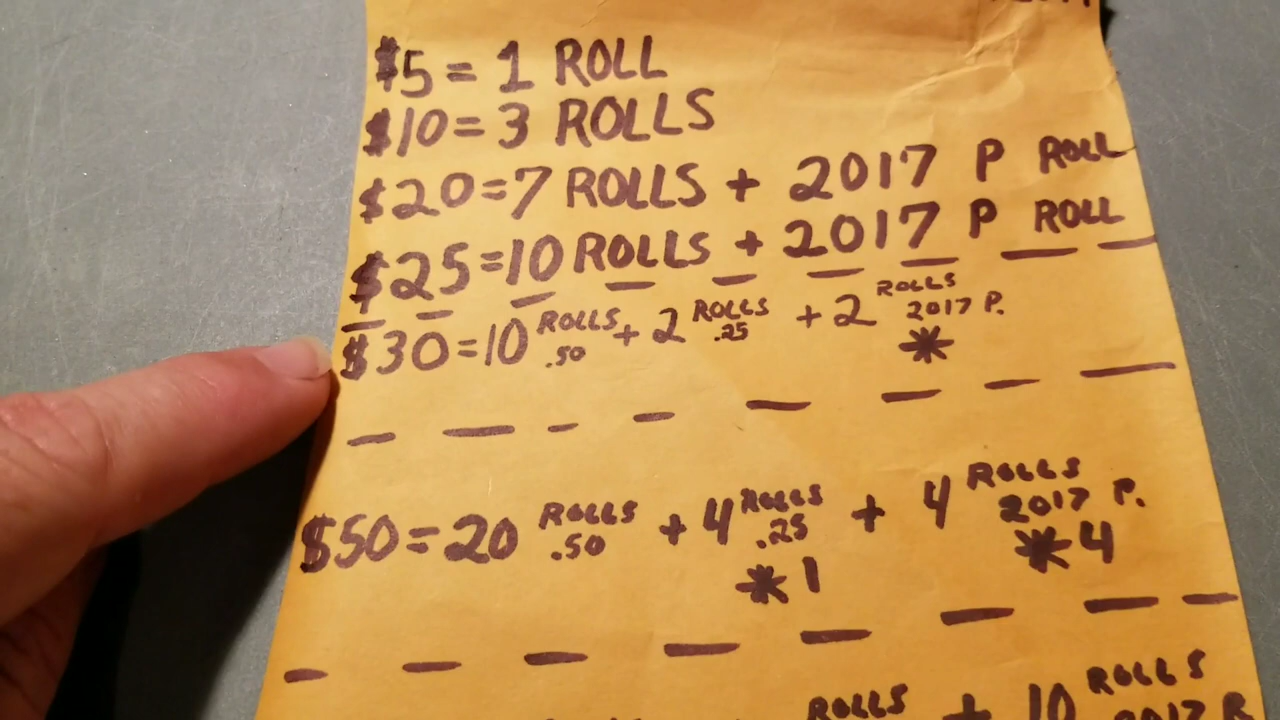 $5 = 1 ROLL
$10 = 3 ROLLS
$20 = 7 ROLLS + 2017 P ROLL
$25 = 10 ROLLS + 2017 P ROLL
$30 = 10 ROLLS .50 + 2 ROLLS .25 + 2 ROLLS 2017 P. *
$50 = 20 ROLLS .50 + 4 ROLLS .25 *1 + 4 ROLLS 2017 P. *4
ROLLS + 10 ROLLS 2017 P.